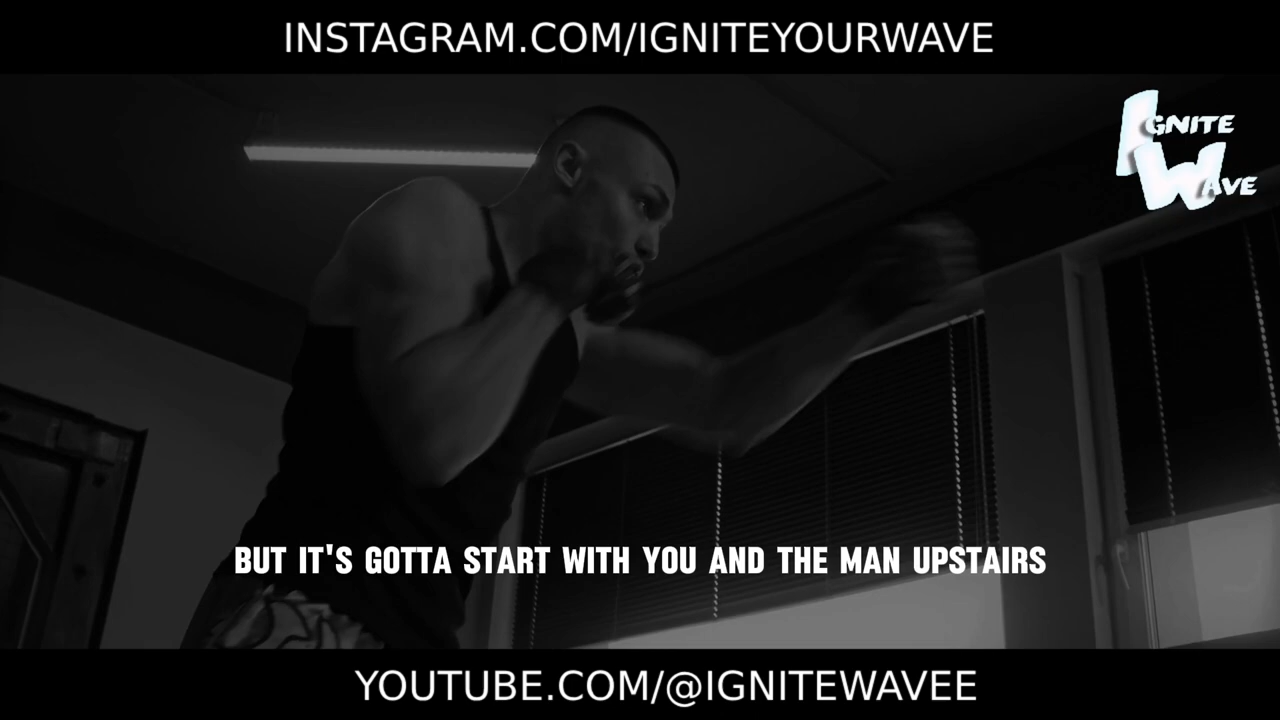 INSTAGRAM.COM/IGNITEYOURWAVE
IGNITE
WAVE
BUT IT'S GOTTA START WITH YOU AND THE MAN UPSTAIRS
YOUTUBE.COM/@IGNITEWAVEE